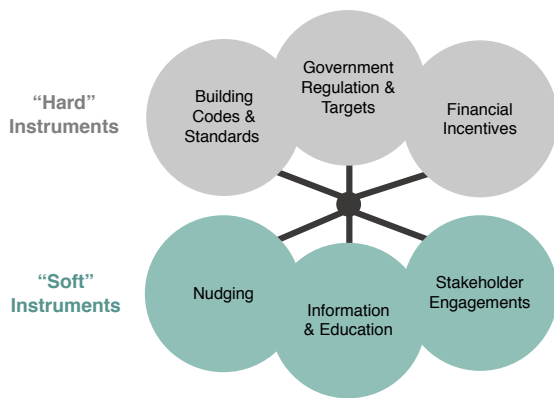 “Hard”
Instruments
Building
Codes &
Standards
Government
Regulation &
Targets
Financial
Incentives
“Soft”
Instruments
Nudging
Information
& Education
Stakeholder
Engagements